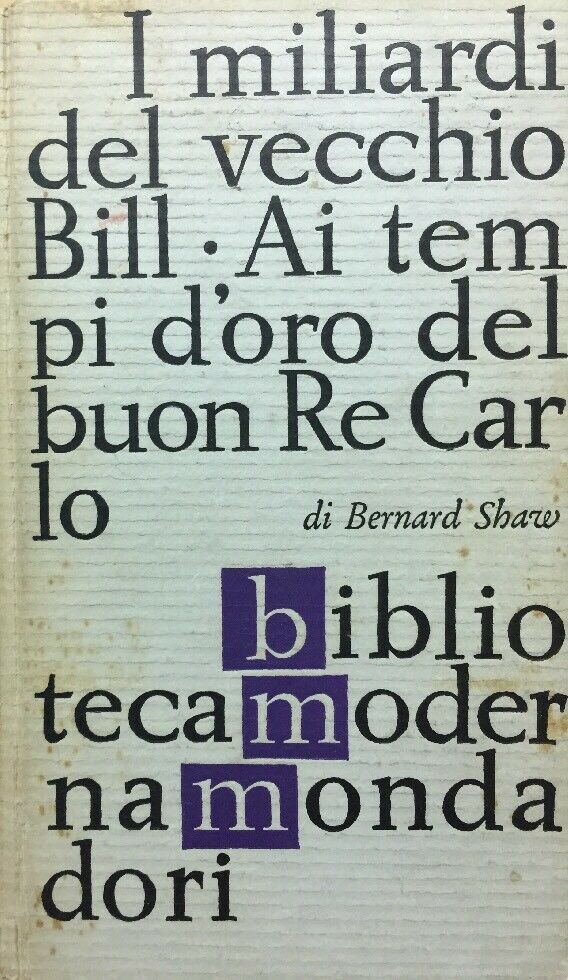 I miliardi
del vecchio
Bill · Ai tem
pi d'oro del
buon Re Car
lo
di Bernard Shaw
biblio
tecamoder
namonda
dori